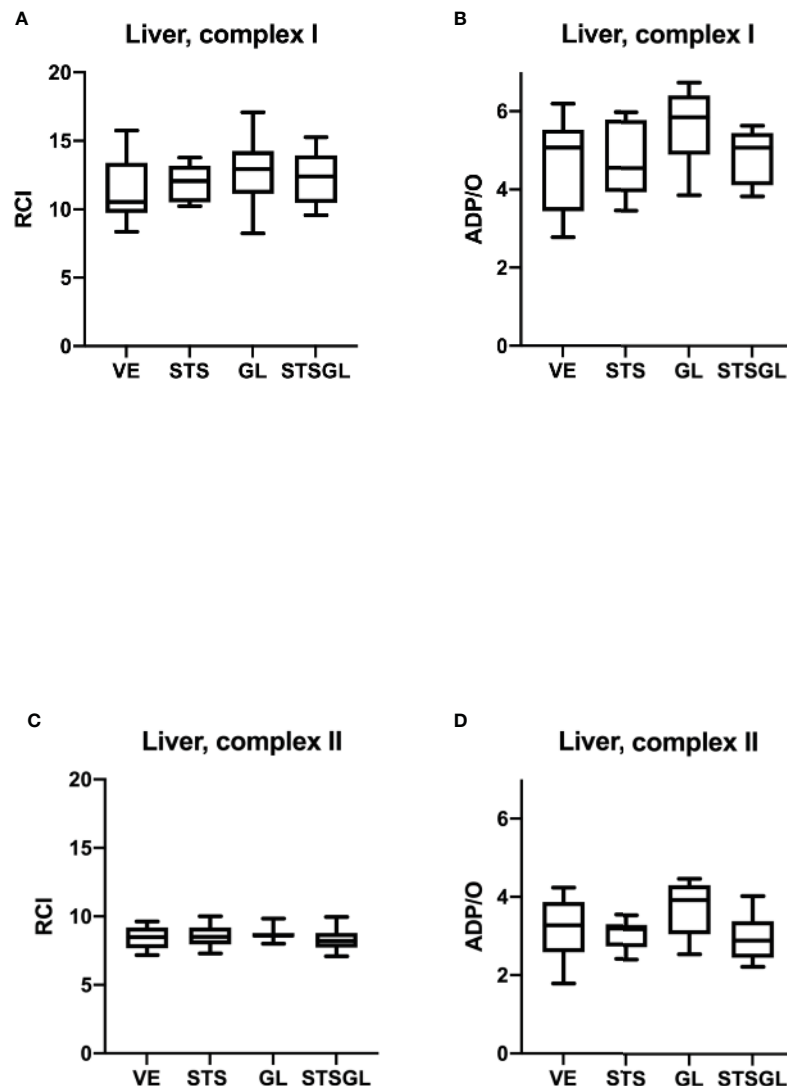 A
Liver, complex I
RCI
20
15
10
5
0
VE STS GL STSGL
B
Liver, complex I
ADP/O
6
4
2
0
VE STS GL STSGL
C
Liver, complex II
RCI
20
15
10
5
0
VE STS GL STSGL
D
Liver, complex II
ADP/O
6
4
2
0
VE STS GL STSGL